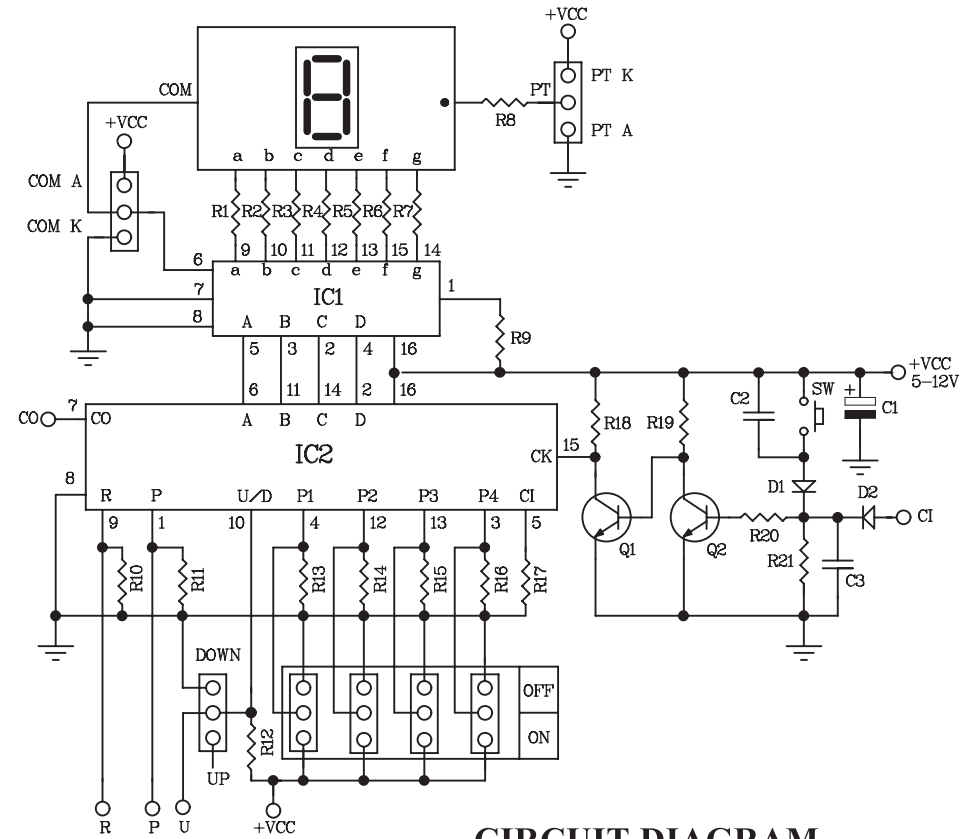 +VCC
PT K
COM
PT
R8
PT A
+VCC
a b c d e f g
COM A
COM K
R1 R2 R3 R4 R5 R6 R7
9 10 11 12 13 15 14
6
a b c d e f g
7
IC1
1
8
A B C D
R9
5 3 2 4 16
+VCC
5-12V
6 11 14 2 16
C2
SW
+
C1
CO
7
CO
A B C D
R18
R19
IC2
CK
15
8
D1
D2
R P U/D P1 P2 P3 P4 CI
CI
9 1 10 4 12 13 3 5
Q1
Q2
R20
R21
C3
R10
R11
R13
R14
R15
R16
R17
DOWN
OFF
ON
R12
UP
R P U
+VCC
CIRCUIT DIAGRAM